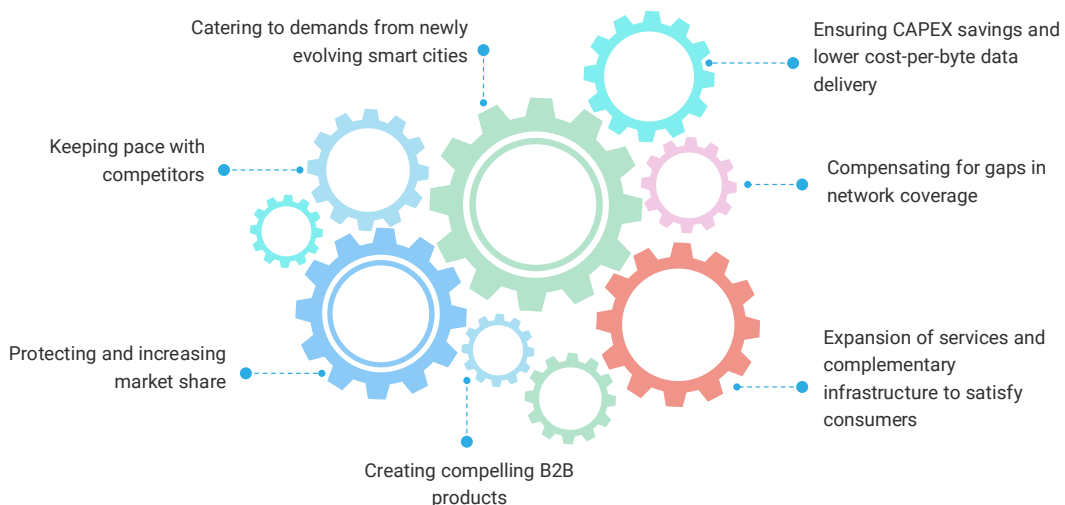 Catering to demands from newly
evolving smart cities
Ensuring CAPEX savings and
lower cost-per-byte data
delivery
Keeping pace with
competitors
Compensating for gaps in
network coverage
Protecting and increasing
market share
Expansion of services and
complementary
infrastructure to satisfy
consumers
Creating compelling B2B
products